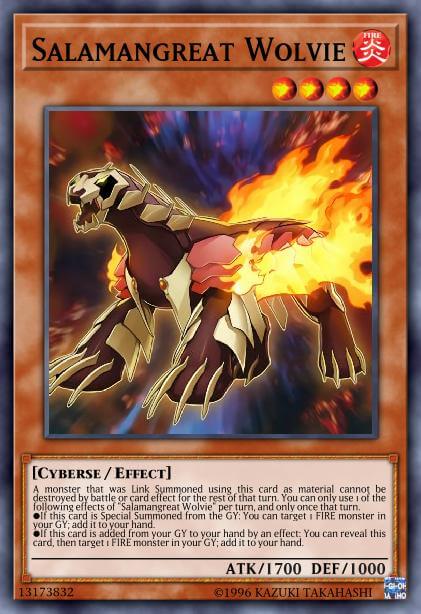 SALAMANGREAT WOLVIE
FIRE
炎
[CYBERSE / EFFECT]
A monster that was Link Summoned using this card as material cannot be
destroyed by battle or card effect for the rest of that turn. You can only use 1 of the
following effects of "Salamangreat Wolvie" per turn, and only once that turn.
●If this card is Special Summoned from the GY: You can target 1 FIRE monster in
your GY; add it to your hand.
●If this card is added from your GY to your hand by an effect: You can reveal this
card, then target 1 FIRE monster in your GY; add it to your hand.
ATK/1700 DEF/1000
13173832
©1996 KAZUKI TAKAHASHI